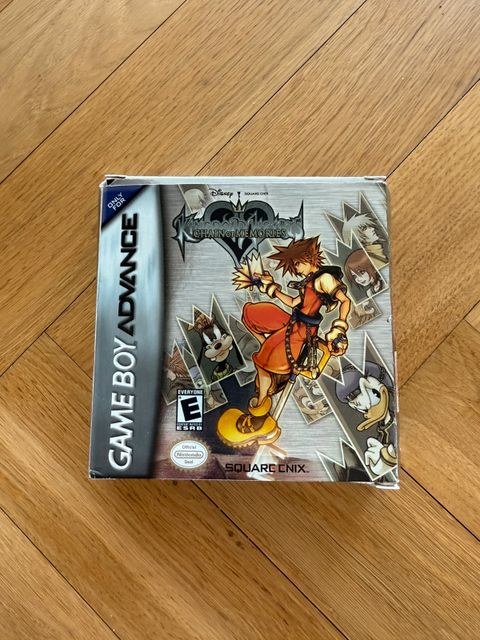 ONLY
FOR
GAME BOY ADVANCE
Disney
SQUARE ENIX
KINGDOM HEARTS
CHAIN OF MEMORIES
EVERYONE
E
ESRB
Official
Nintendo
Seal
SQUARE ENIX